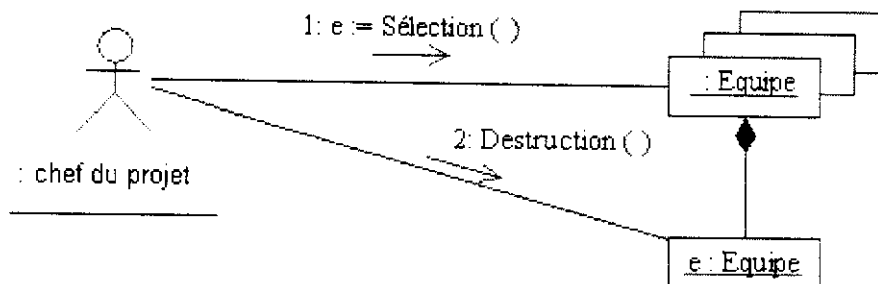 1: e := Sélection ( )
: Equipe
2: Destruction ( )
: chef du projet
e : Equipe